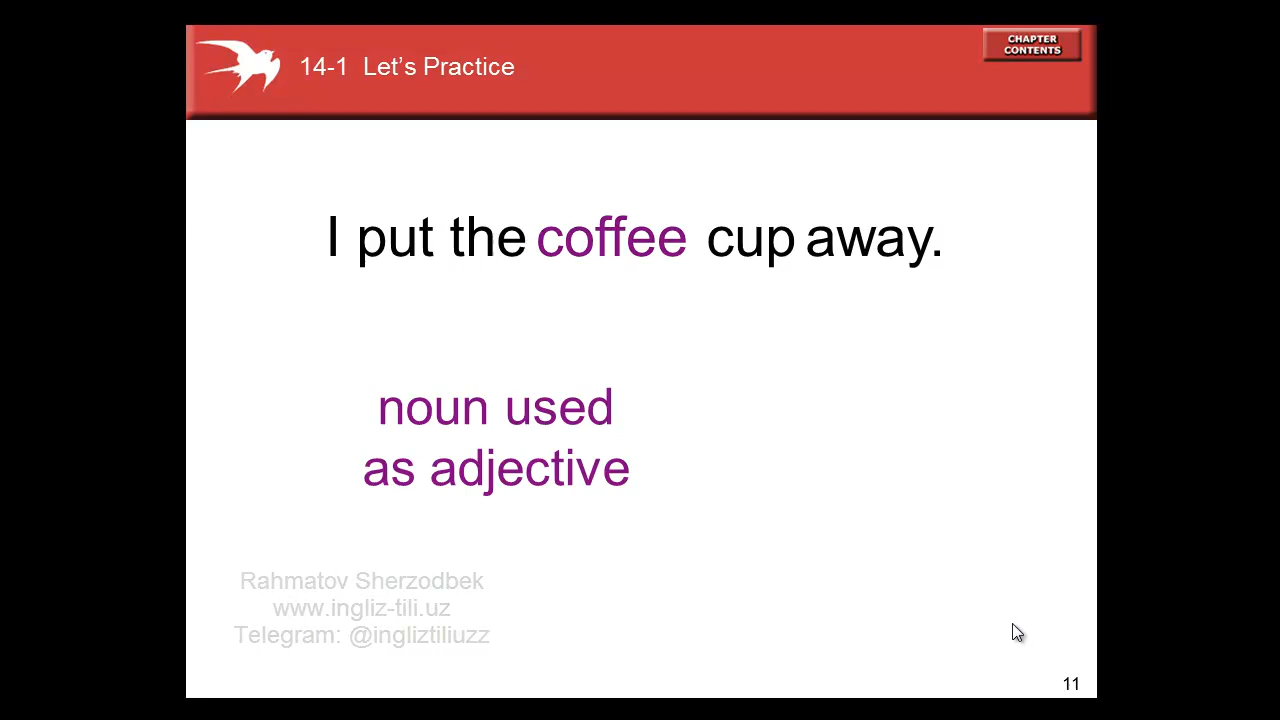 CHAPTER
CONTENTS
14-1 Let's Practice
I put the coffee cup away.
noun used
as adjective
Rahmatov Sherzodbek
www.ingliz-tili.uz
Telegram: @ingliztiliuzz
11